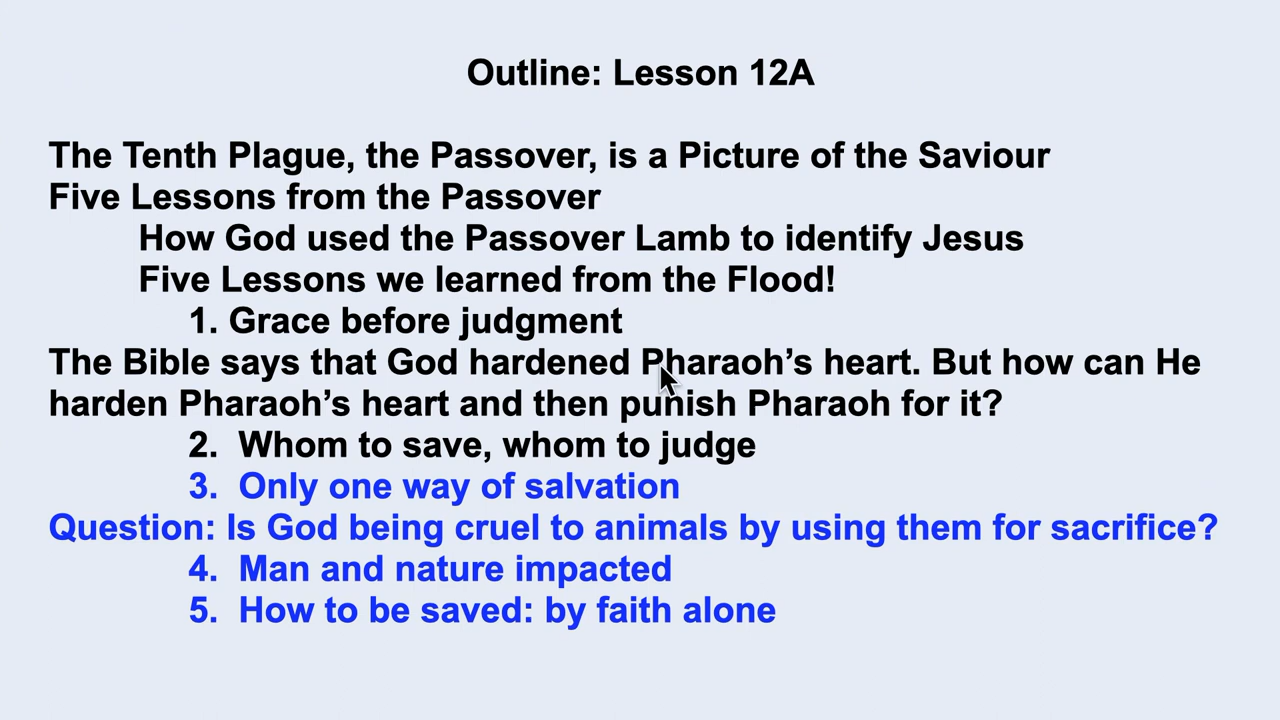 Outline: Lesson 12A
The Tenth Plague, the Passover, is a Picture of the Saviour
Five Lessons from the Passover
How God used the Passover Lamb to identify Jesus
Five Lessons we learned from the Flood!
1. Grace before judgment
The Bible says that God hardened Pharaoh’s heart. But how can He
harden Pharaoh’s heart and then punish Pharaoh for it?
2. Whom to save, whom to judge
3. Only one way of salvation
Question: Is God being cruel to animals by using them for sacrifice?
4. Man and nature impacted
5. How to be saved: by faith alone